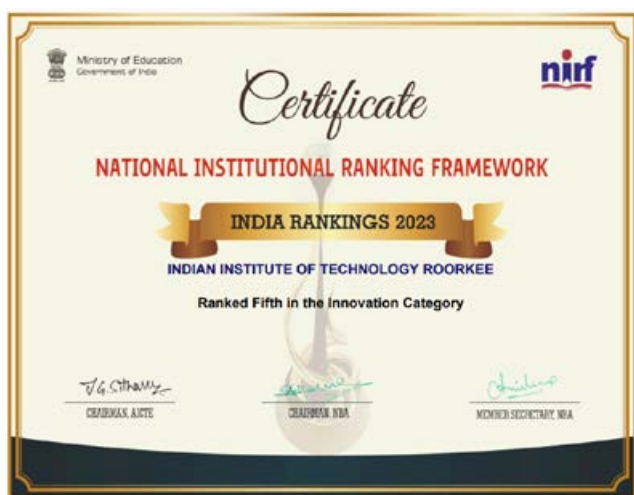 Ministry of Education
Government of India
nirf
Certificate
NATIONAL INSTITUTIONAL RANKING FRAMEWORK
INDIA RANKINGS 2023
INDIAN INSTITUTE OF TECHNOLOGY ROORKEE
Ranked Fifth in the Innovation Category
CHAIRMAN, AICTE
CHAIRMAN NBA
MEMBER SECRETARY, NBA